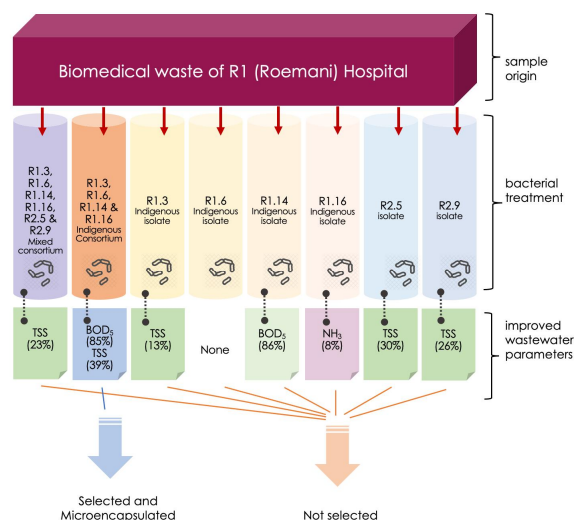 Biomedical waste of R1 (Roemani) Hospital
sample
origin
R1.3,
R1.6,
R1.14,
R1.16,
R2.5 &
R2.9
Mixed
consortium
R1.3,
R1.6,
R1.14 &
R1.16
Indigenous
Consortium
R1.3
Indigenous
isolate
R1.6
Indigenous
isolate
R1.14
Indigenous
isolate
R1.16
Indigenous
isolate
R2.5
isolate
R2.9
isolate
bacterial
treatment
TSS
(23%)
BOD₅
(85%)
TSS
(39%)
TSS
(13%)
None
BOD₅
(86%)
NH₃
(8%)
TSS
(30%)
TSS
(26%)
improved
wastewater
parameters
Selected and
Microencapsulated
Not selected